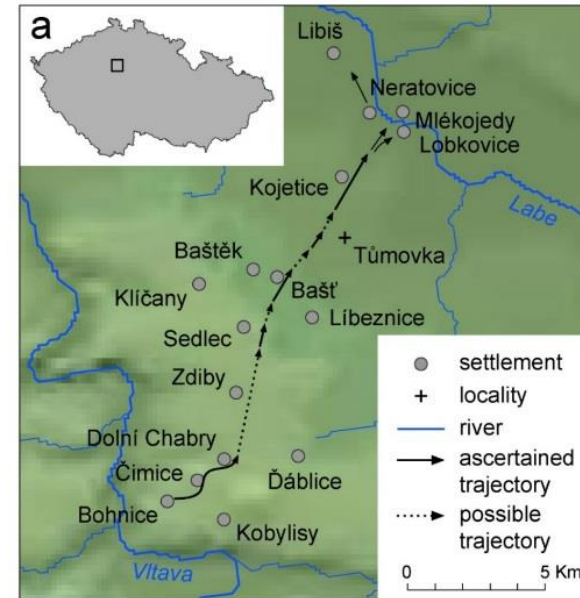 a
Libiš
Neratovice
Mlékojedy
Lobkovice
Kojetice
Labe
Tůmovka
Baštěk
Klíčany
Bašť
Líbeznice
Sedlec
Zdiby
Dolní Chabry
Čimice
Ďáblice
Bohnice
Kobylisy
Vltava
settlement
locality
river
ascertained
trajectory
possible
trajectory
0 5 Km